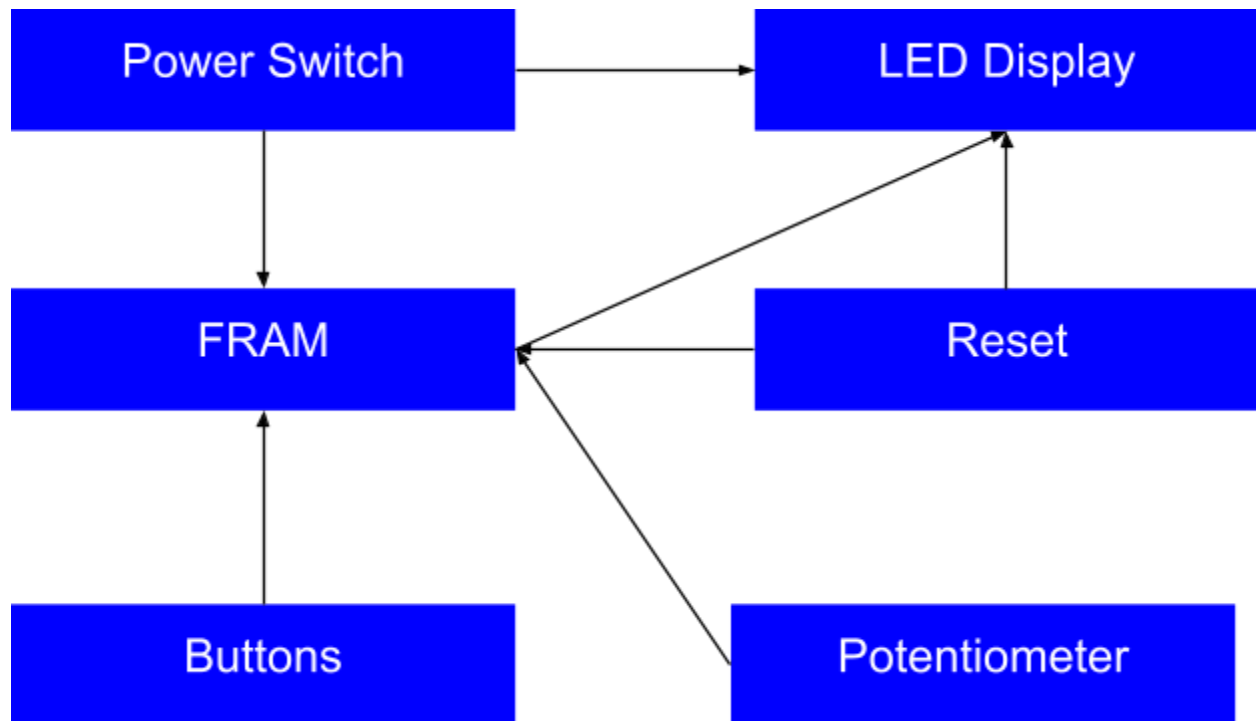 Power Switch
LED Display
FRAM
Reset
Buttons
Potentiometer